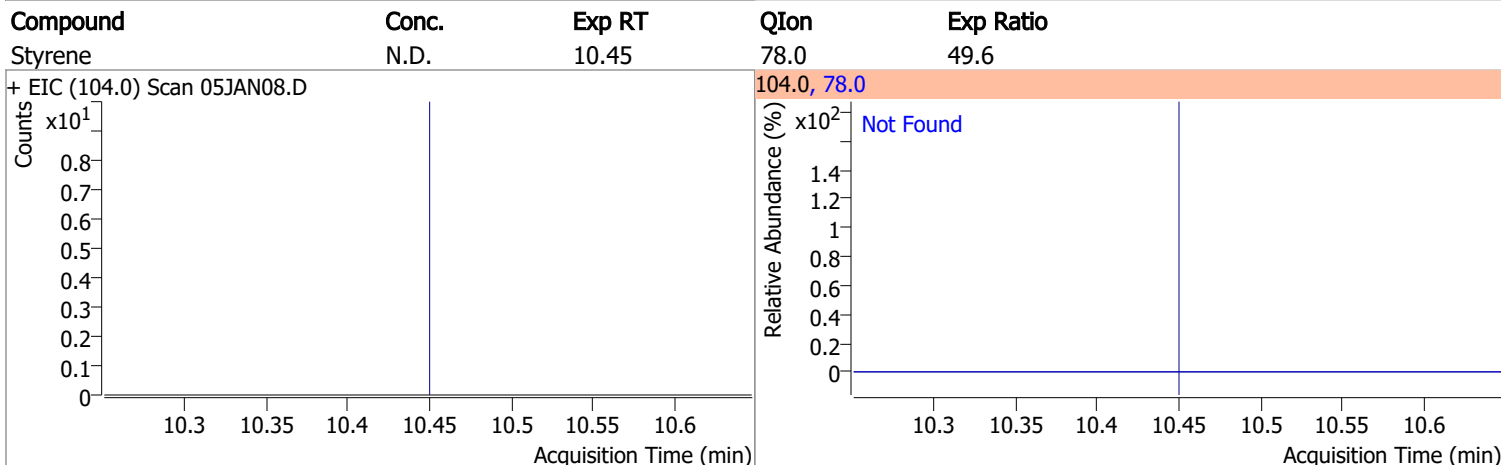 Compound Conc. Exp RT QIon Exp Ratio
Styrene N.D. 10.45 78.0 49.6
+ EIC (104.0) Scan 05JAN08.D
Counts
x10¹
0.8
0.7
0.6
0.5
0.4
0.3
0.2
0.1
0
10.3 10.35 10.4 10.45 10.5 10.55 10.6
Acquisition Time (min)
104.0, 78.0
Relative Abundance (%)
x10²
Not Found
1.4
1.2
1
0.8
0.6
0.4
0.2
0
10.3 10.35 10.4 10.45 10.5 10.55 10.6
Acquisition Time (min)